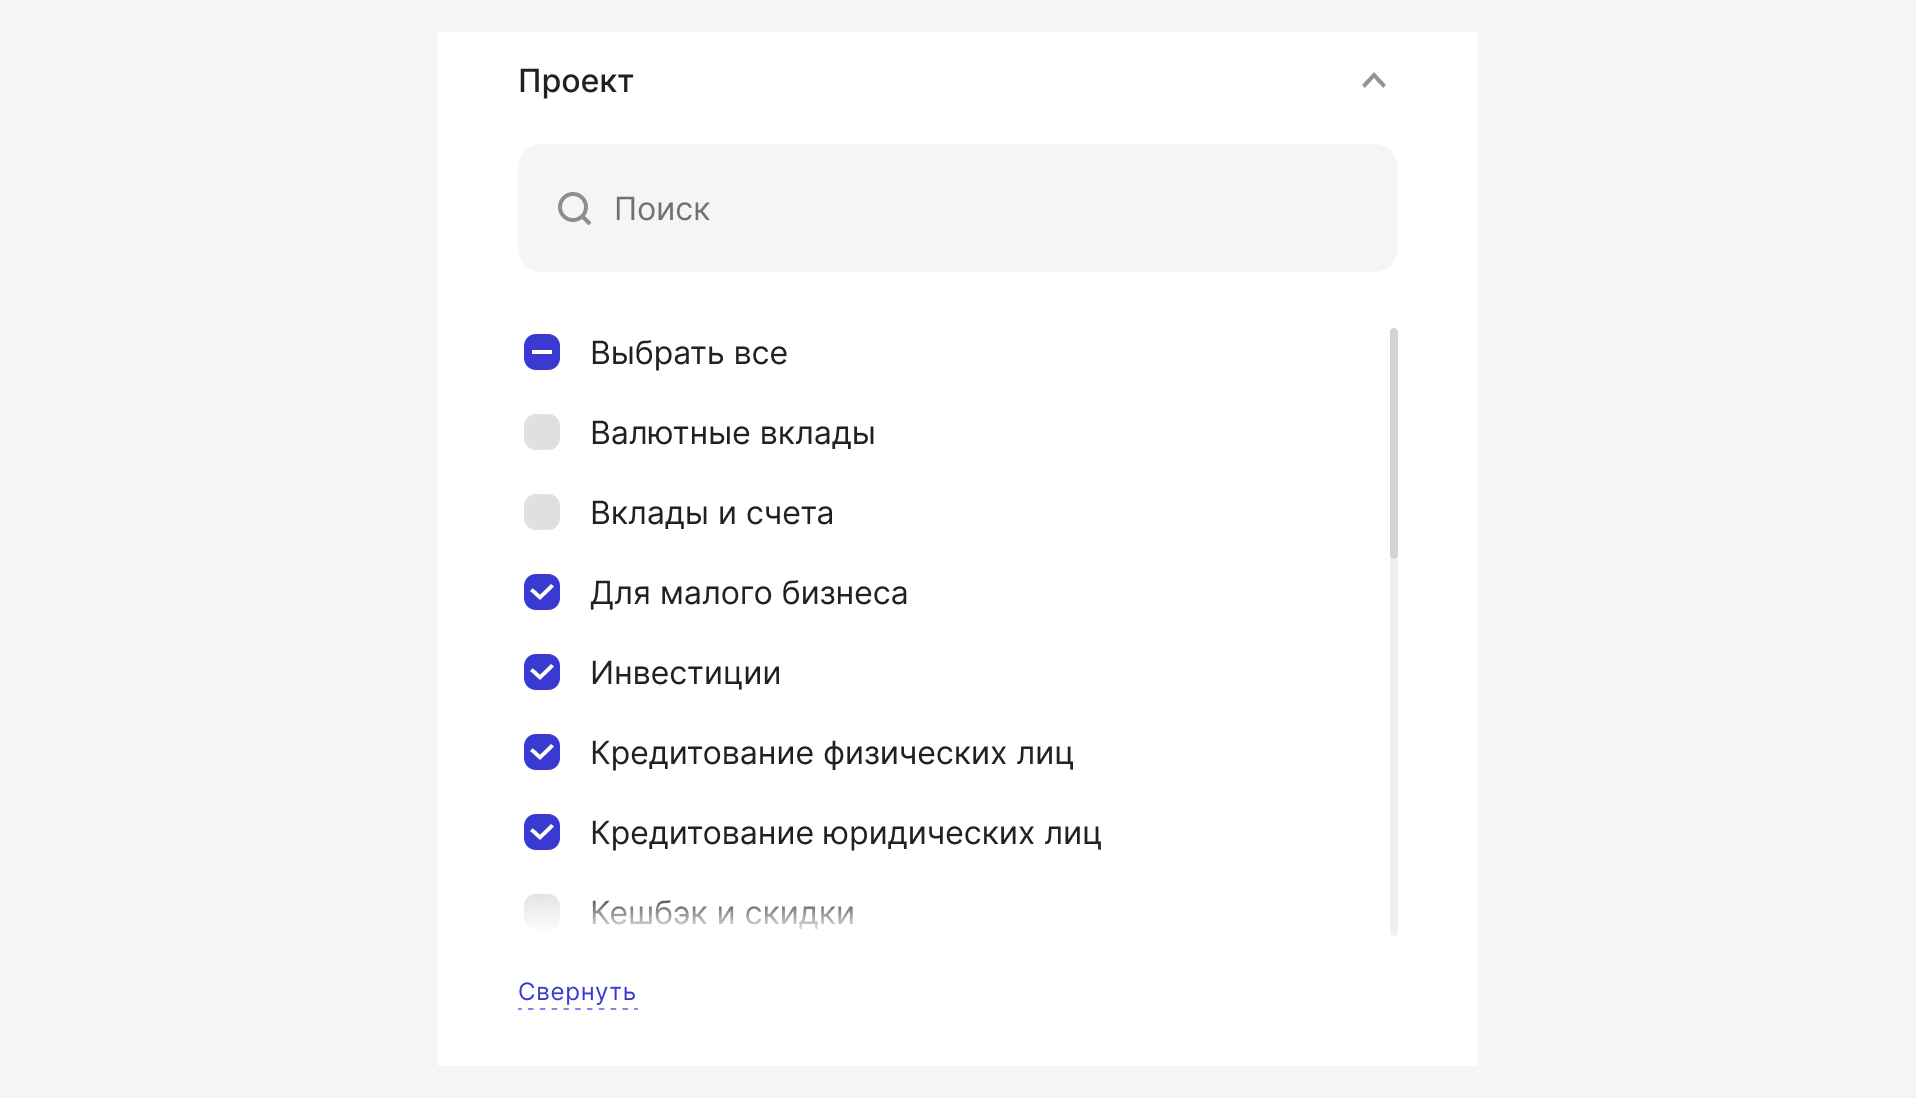 Проект
Поиск
Выбрать все
Валютные вклады
Вклады и счета
Для малого бизнеса
Инвестиции
Кредитование физических лиц
Кредитование юридических лиц
Кешбэк и скидки
Свернуть